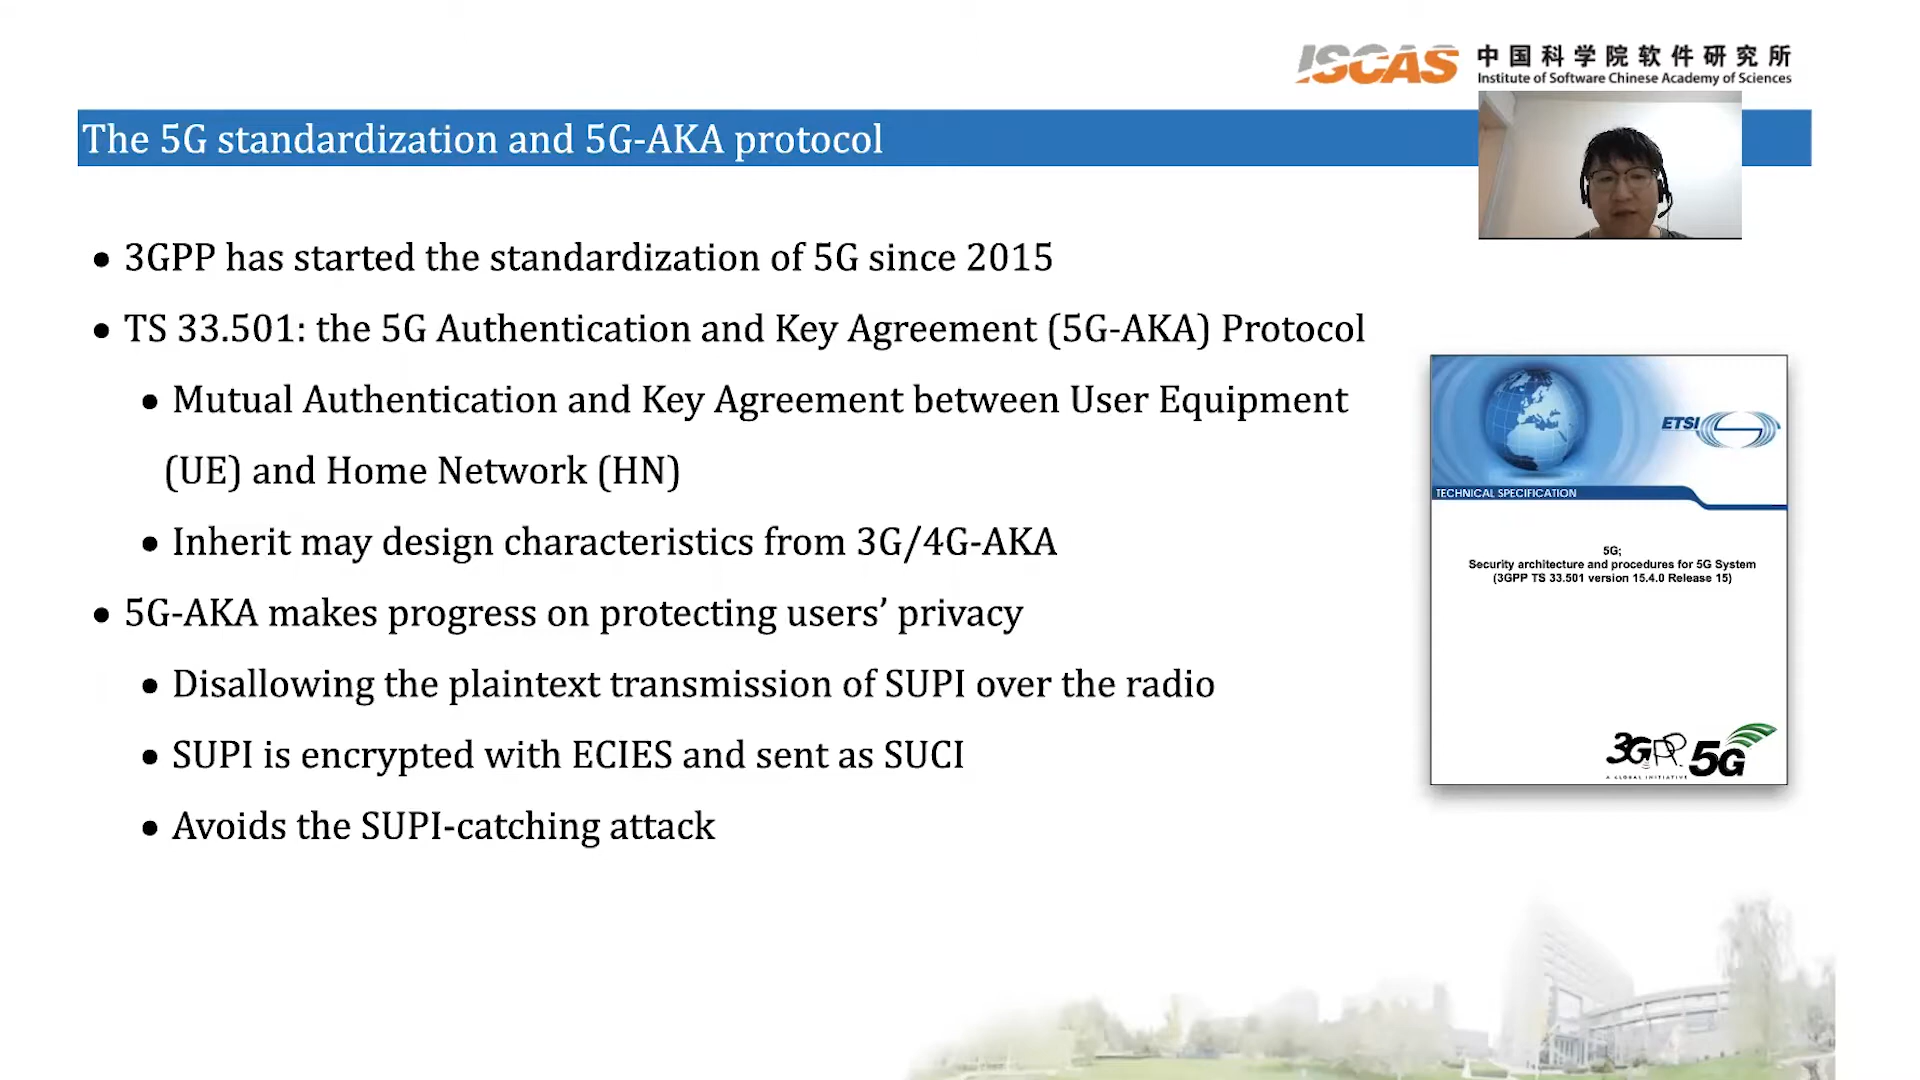 ISCAS 中国科学院软件研究所
Institute of Software Chinese Academy of Sciences
The 5G standardization and 5G-AKA protocol
• 3GPP has started the standardization of 5G since 2015
• TS 33.501: the 5G Authentication and Key Agreement (5G-AKA) Protocol
• Mutual Authentication and Key Agreement between User Equipment
(UE) and Home Network (HN)
• Inherit may design characteristics from 3G/4G-AKA
• 5G-AKA makes progress on protecting users’ privacy
• Disallowing the plaintext transmission of SUPI over the radio
• SUPI is encrypted with ECIES and sent as SUCI
• Avoids the SUPI-catching attack
ETSI
TECHNICAL SPECIFICATION
5G;
Security architecture and procedures for 5G System
(3GPP TS 33.501 version 15.4.0 Release 15)
3GPP 5G
A GLOBAL INITIATIVE